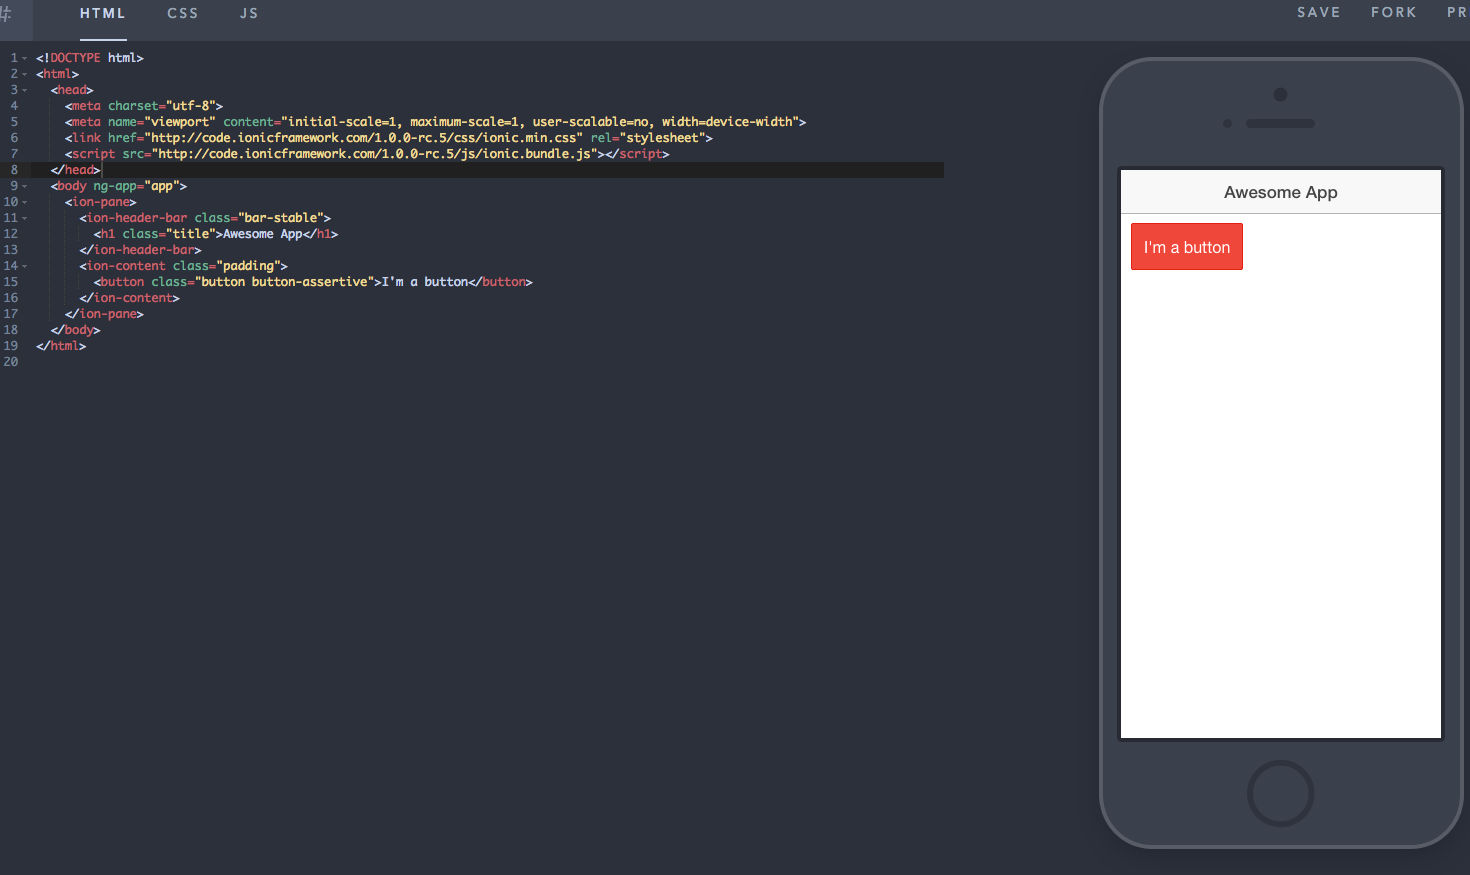 # HTML CSS JS SAVE FORK PR
1 <!DOCTYPE html>
2 <html>
3 <head>
4 <meta charset="utf-8">
5 <meta name="viewport" content="initial-scale=1, maximum-scale=1, user-scalable=no, width=device-width">
6 <link href="http://code.ionicframework.com/1.0.0-rc.5/css/ionic.min.css" rel="stylesheet">
7 <script src="http://code.ionicframework.com/1.0.0-rc.5/js/ionic.bundle.js"></script>
8 </head>
9 <body ng-app="app">
10 <ion-pane>
11 <ion-header-bar class="bar-stable">
12 <h1 class="title">Awesome App</h1>
13 </ion-header-bar>
14 <ion-content class="padding">
15 <button class="button button-assertive">I'm a button</button>
16 </ion-content>
17 </ion-pane>
18 </body>
19 </html>
20
Awesome App
I'm a button